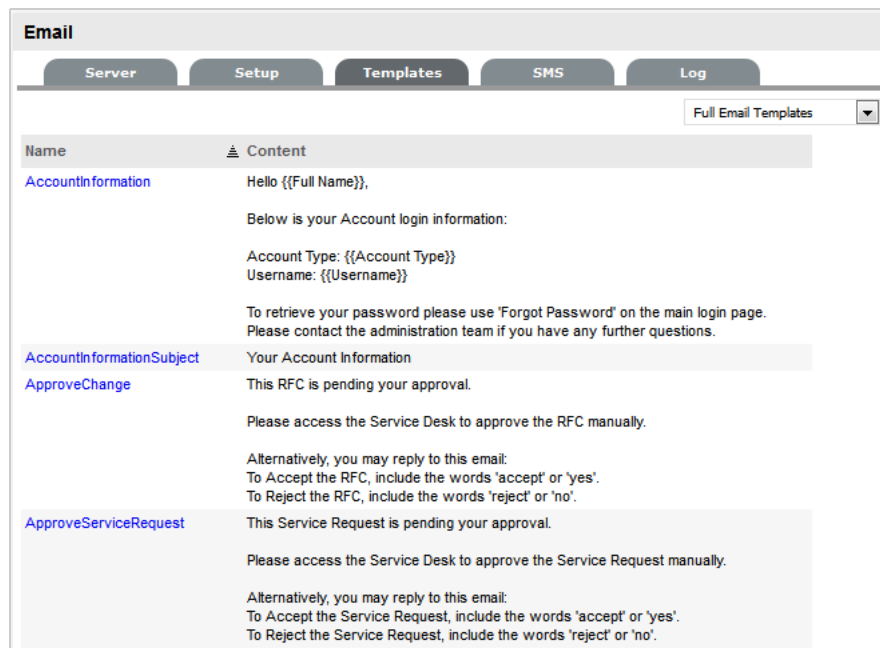 Email
Server Setup Templates SMS Log
Full Email Templates
Name Content
AccountInformation Hello {{Full Name}},
Below is your Account login information:
Account Type: {{Account Type}}
Username: {{Username}}
To retrieve your password please use 'Forgot Password' on the main login page.
Please contact the administration team if you have any further questions.
AccountInformationSubject Your Account Information
ApproveChange This RFC is pending your approval.
Please access the Service Desk to approve the RFC manually.
Alternatively, you may reply to this email:
To Accept the RFC, include the words 'accept' or 'yes'.
To Reject the RFC, include the words 'reject' or 'no'.
ApproveServiceRequest This Service Request is pending your approval.
Please access the Service Desk to approve the Service Request manually.
Alternatively, you may reply to this email:
To Accept the Service Request, include the words 'accept' or 'yes'.
To Reject the Service Request, include the words 'reject' or 'no'.